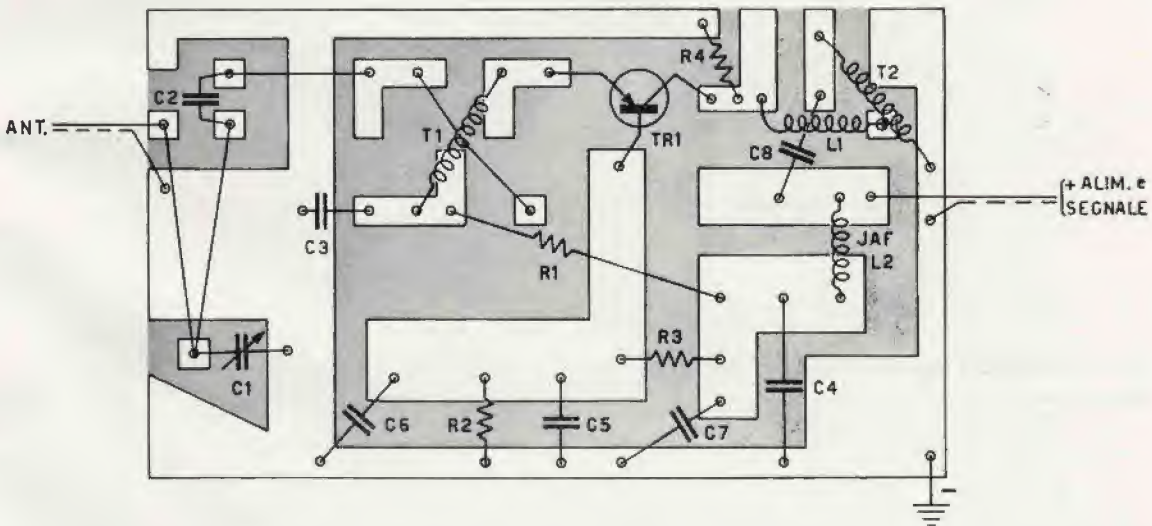 ANT.
C2
C3
C1
T1
R1
C6
R2
C5
TR1
R4
C8
L1
T2
JAF
L2
R3
C7
C4
+ ALIM. e
SEGNALE
-